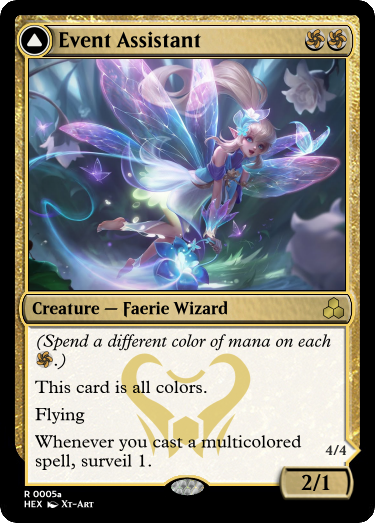 Event Assistant
Creature — Faerie Wizard
(Spend a different color of mana on each
.)
This card is all colors.
Flying
Whenever you cast a multicolored
spell, surveil 1.
4/4
2/1
R 0005a
HEX Xt-Art